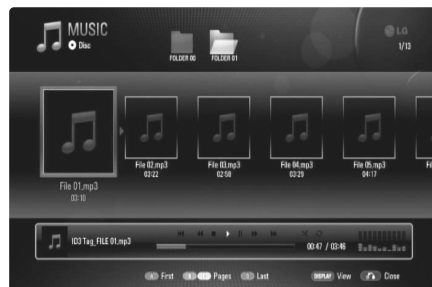 MUSIC
Disc
FOLDER 00
FOLDER 01
LG
1/13
File 01.mp3
03:10
File 02.mp3
03:22
File 03.mp3
02:58
File 04.mp3
03:25
File 05.mp3
04:17
Fi
ID3 Tag_FILE 01.mp3
00:47 / 03:46
A First
B C Pages
D Last
DISPLAY View
Close